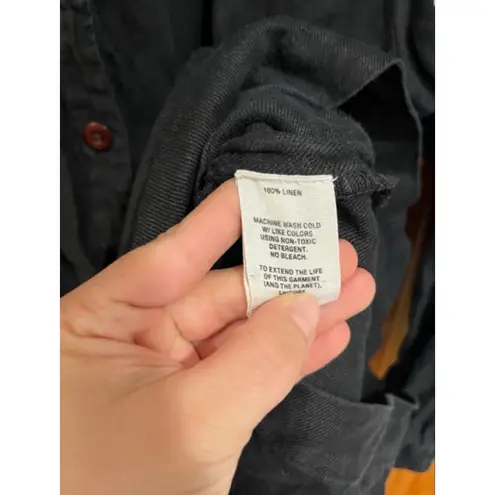 100% LINEN
MACHINE WASH COLD
W/ LIKE COLORS
USING NON-TOXIC
DETERGENT.
NO BLEACH.
TO EXTEND THE LIFE
OF THIS GARMENT
(AND THE PLANET),